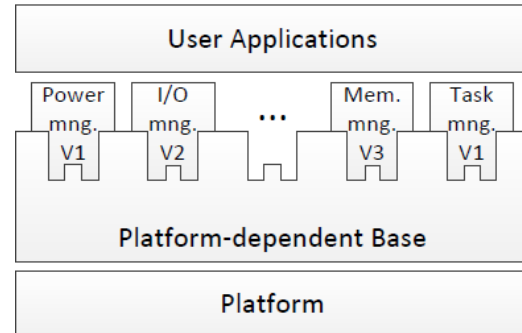 User Applications
Power I/O ... Mem. Task
mng. mng. mng. mng.
V1 V2 V3 V1
Platform-dependent Base
Platform